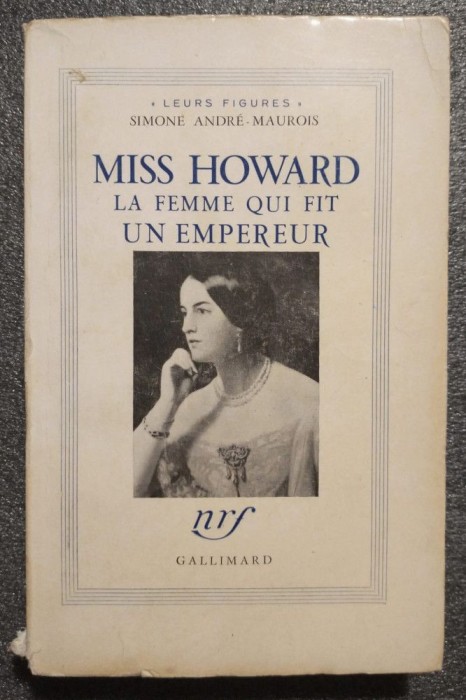 « LEURS FIGURES »
SIMONE ANDRÉ-MAUROIS
MISS HOWARD
LA FEMME QUI FIT
UN EMPEREUR
nrf
GALLIMARD